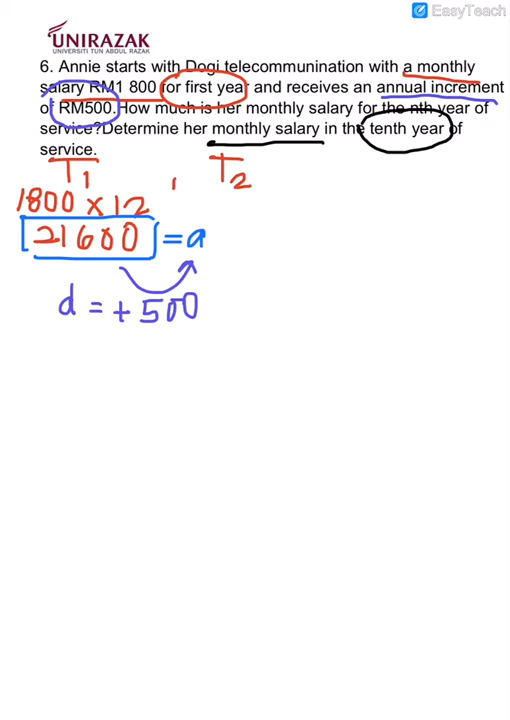 EasyTeach
UNIRAZAK
UNIVERSITI TUN ABDUL RAZAK
6. Annie starts with Dogi telecommunination with a monthly
salary RM1 800 for first year and receives an annual increment
of RM500. How much is her monthly salary for the nth year of
service?Determine her monthly salary in the tenth year of
service.
T1 , T2
1800 x 12
21600 = a
d = + 500